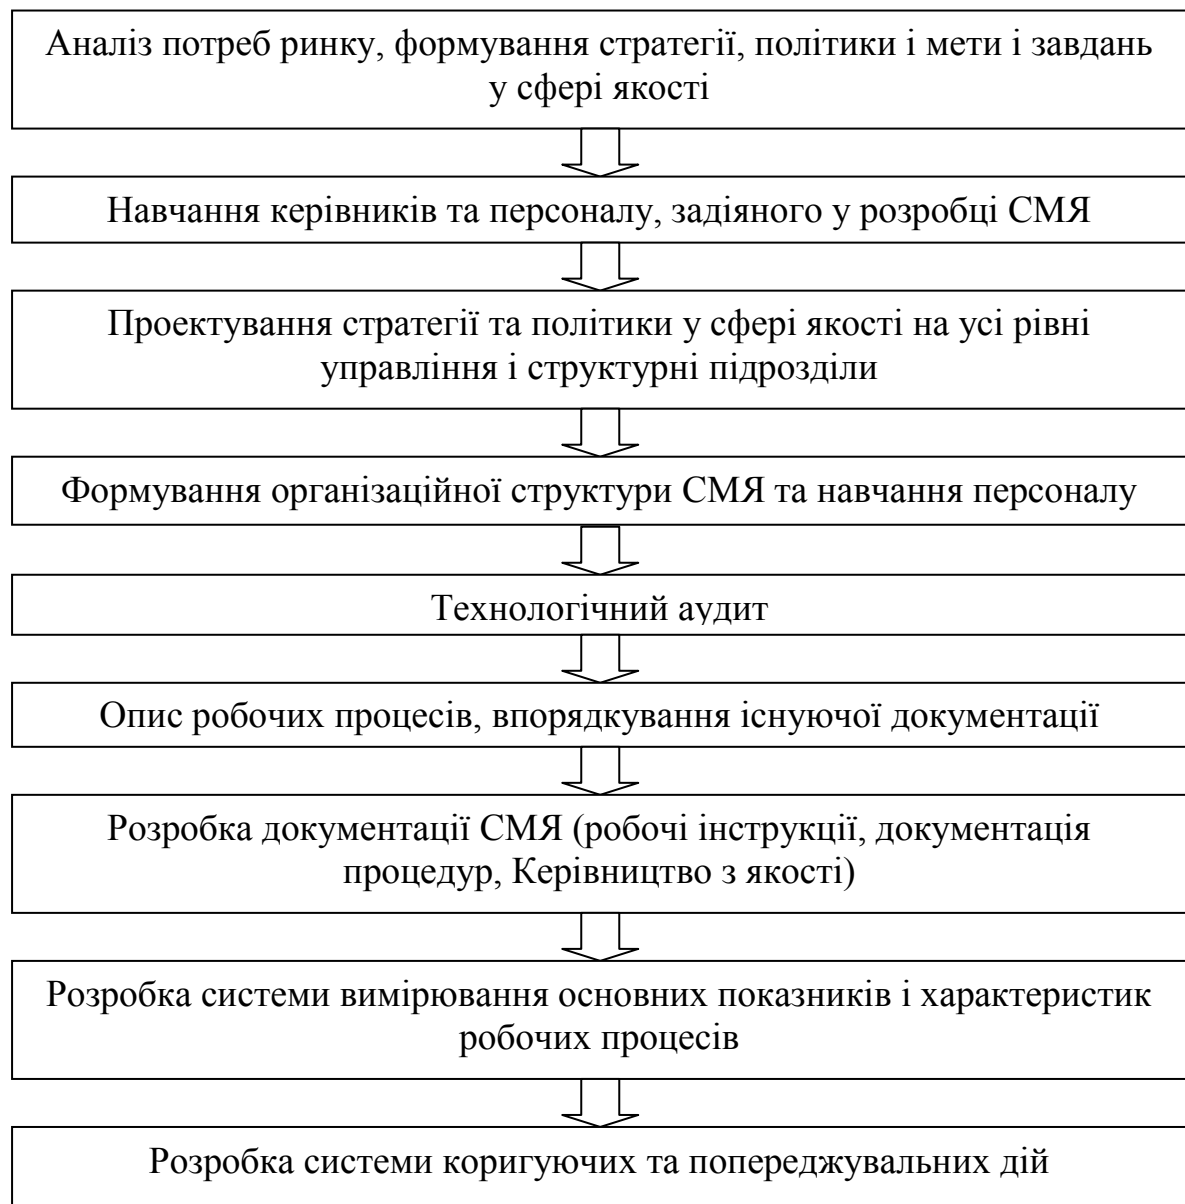 Аналіз потреб ринку, формування стратегії, політики і мети і завдань
у сфері якості
Навчання керівників та персоналу, задіяного у розробці СМЯ
Проектування стратегії та політики у сфері якості на усі рівні
управління і структурні підрозділи
Формування організаційної структури СМЯ та навчання персоналу
Технологічний аудит
Опис робочих процесів, впорядкування існуючої документації
Розробка документації СМЯ (робочі інструкції, документація
процедур, Керівництво з якості)
Розробка системи вимірювання основних показників і характеристик
робочих процесів
Розробка системи коригуючих та попереджувальних дій